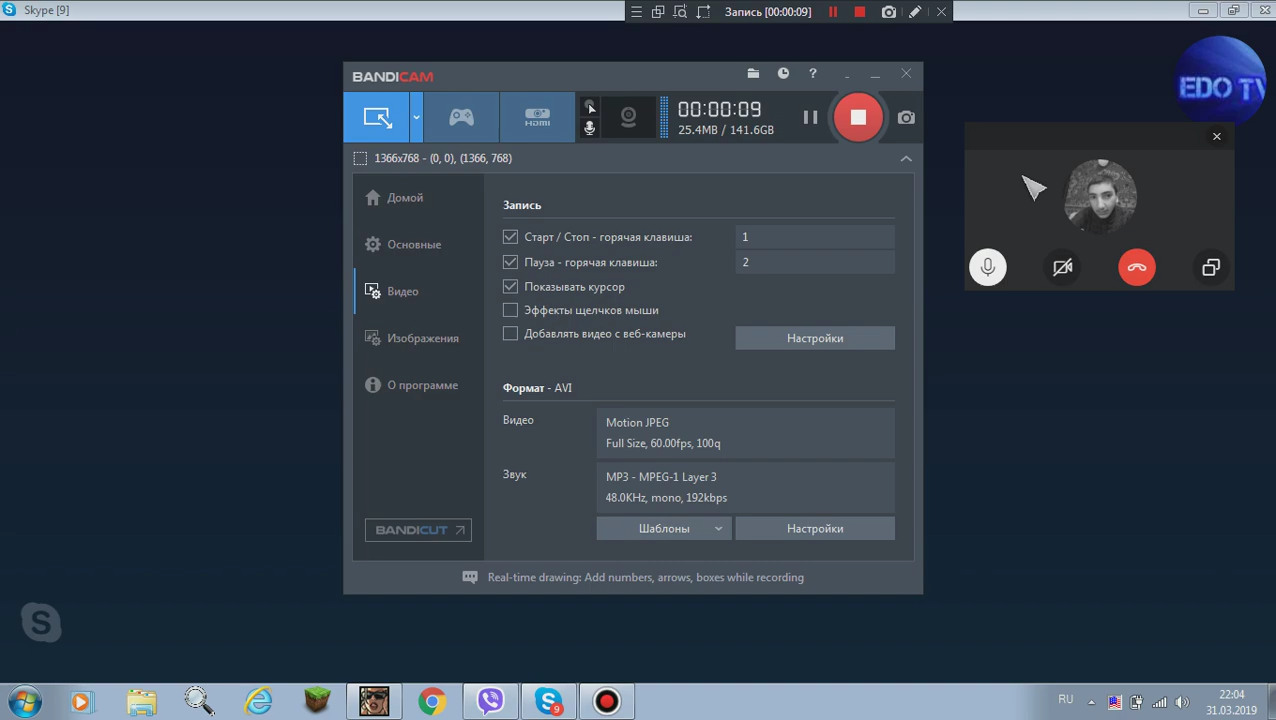 Skype [9]
Запись [00:00:09]
EDO TV
BANDICAM
?
HDMI
00:00:09
25.4MB / 141.6GB
1366x768 - (0, 0), (1366, 768)
Домой
Основные
Видео
Изображения
О программе
BANDICUT
Запись
Старт / Стоп - горячая клавиша:
1
Пауза - горячая клавиша:
2
Показывать курсор
Эффекты щелчков мыши
Добавлять видео с веб-камеры
Настройки
Формат - AVI
Видео
Motion JPEG
Full Size, 60.00fps, 100q
Звук
MP3 - MPEG-1 Layer 3
48.0KHz, mono, 192kbps
Шаблоны
Настройки
Real-time drawing: Add numbers, arrows, boxes while recording
S
S
9
RU
22:04
31.03.2019